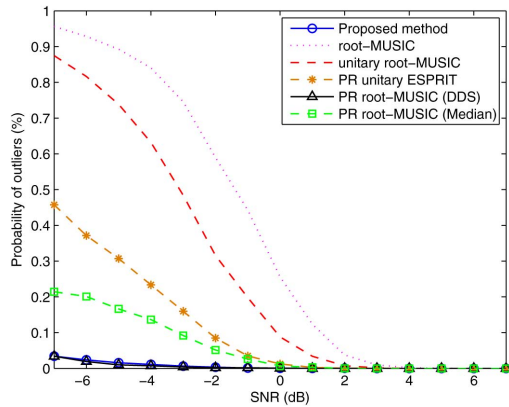 Probability of outliers (%)
1
0.9
0.8
0.7
0.6
0.5
0.4
0.3
0.2
0.1
0
Proposed method
root−MUSIC
unitary root−MUSIC
PR unitary ESPRIT
PR root−MUSIC (DDS)
PR root−MUSIC (Median)
−6 −4 −2 0 2 4 6
SNR (dB)